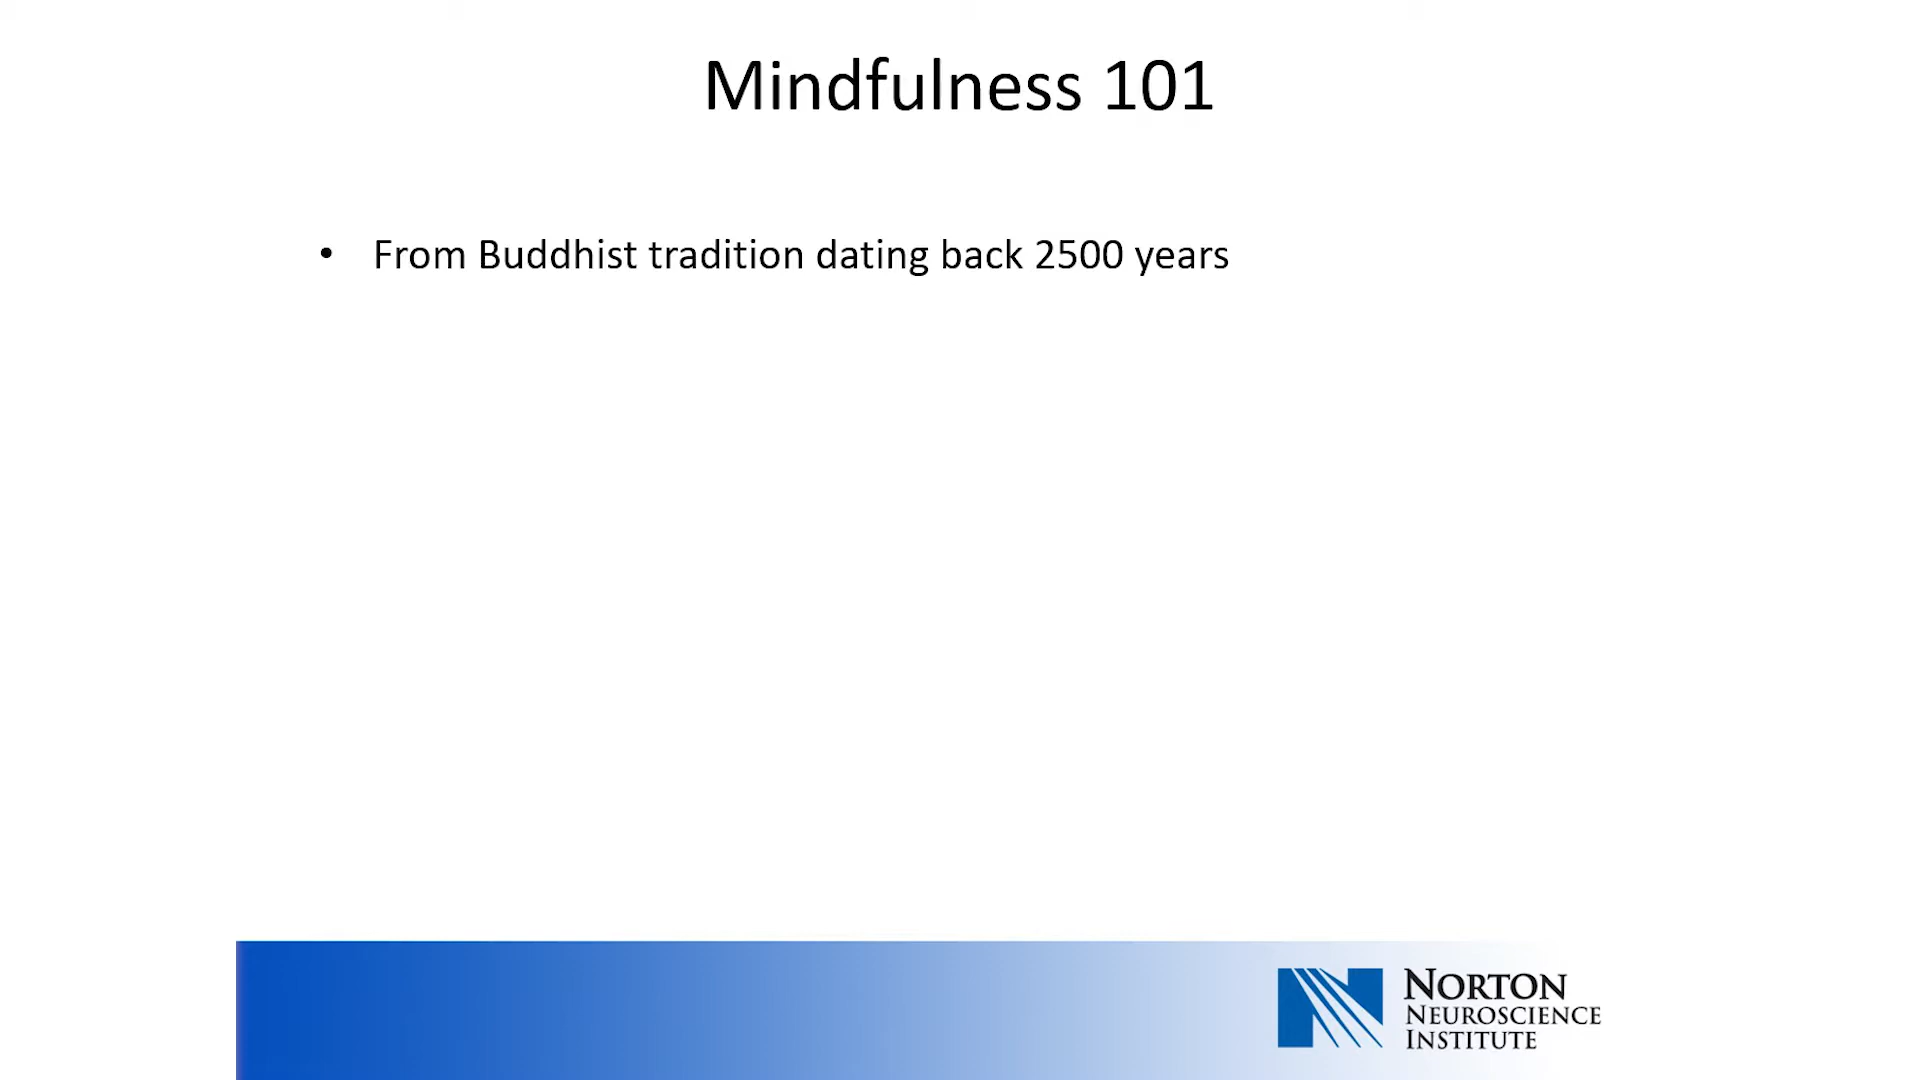 Mindfulness 101
• From Buddhist tradition dating back 2500 years
NORTON
NEUROSCIENCE
INSTITUTE